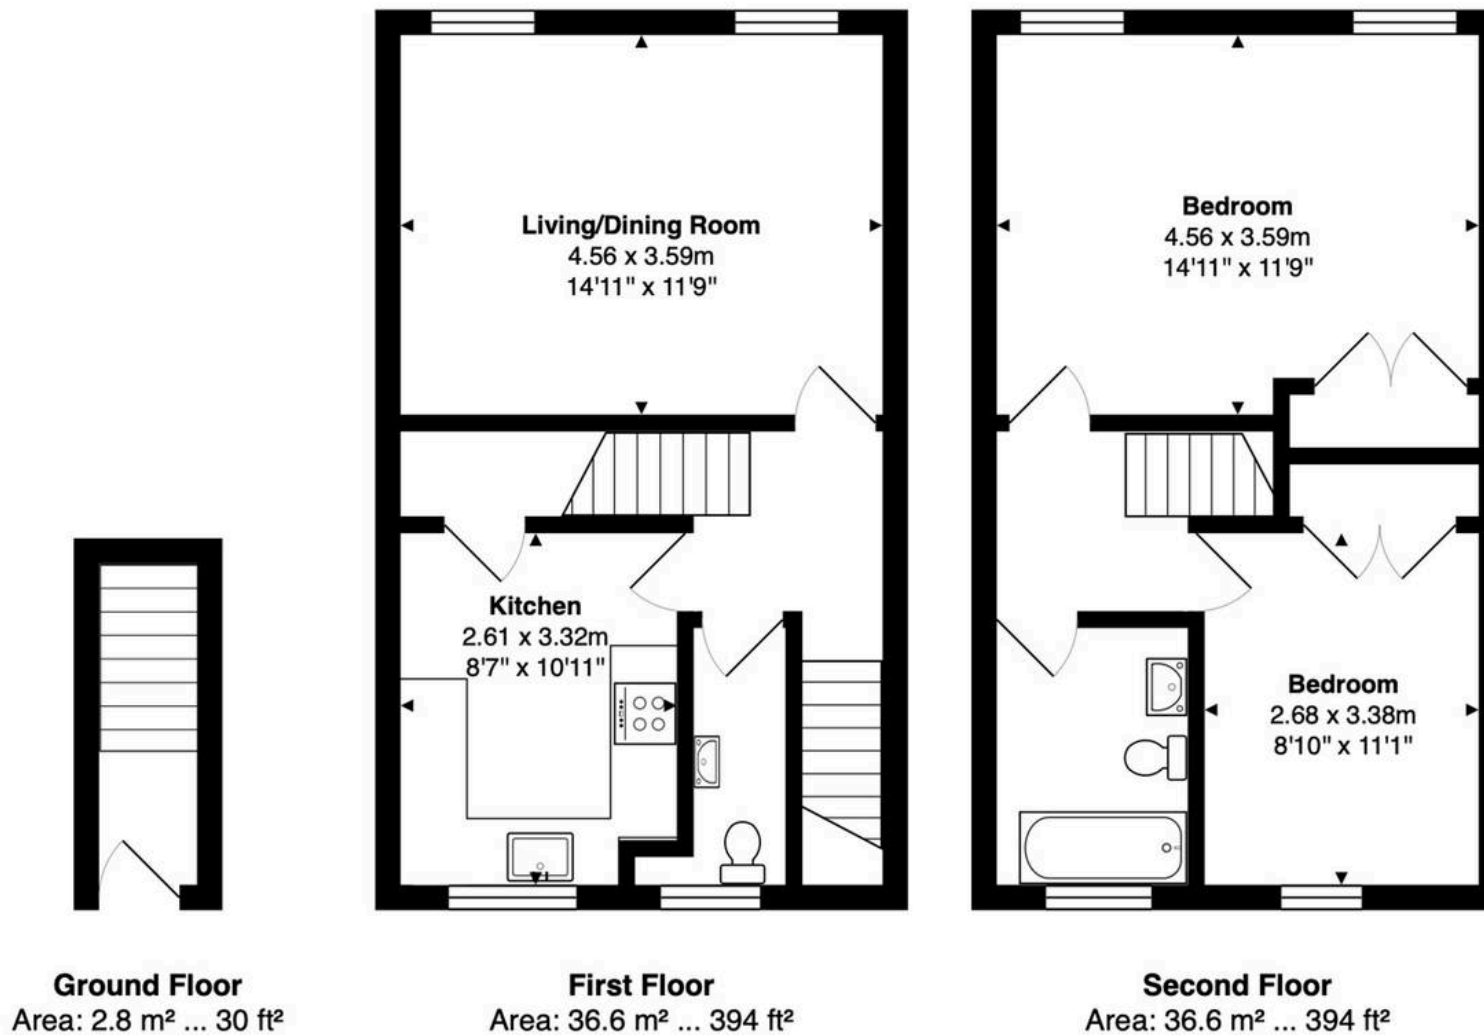 Living/Dining Room
4.56 x 3.59m
14'11" x 11'9"
Kitchen
2.61 x 3.32m
8'7" x 10'11"
Bedroom
4.56 x 3.59m
14'11" x 11'9"
Bedroom
2.68 x 3.38m
8'10" x 11'1"
Ground Floor
Area: 2.8 m² ... 30 ft²
First Floor
Area: 36.6 m² ... 394 ft²
Second Floor
Area: 36.6 m² ... 394 ft²